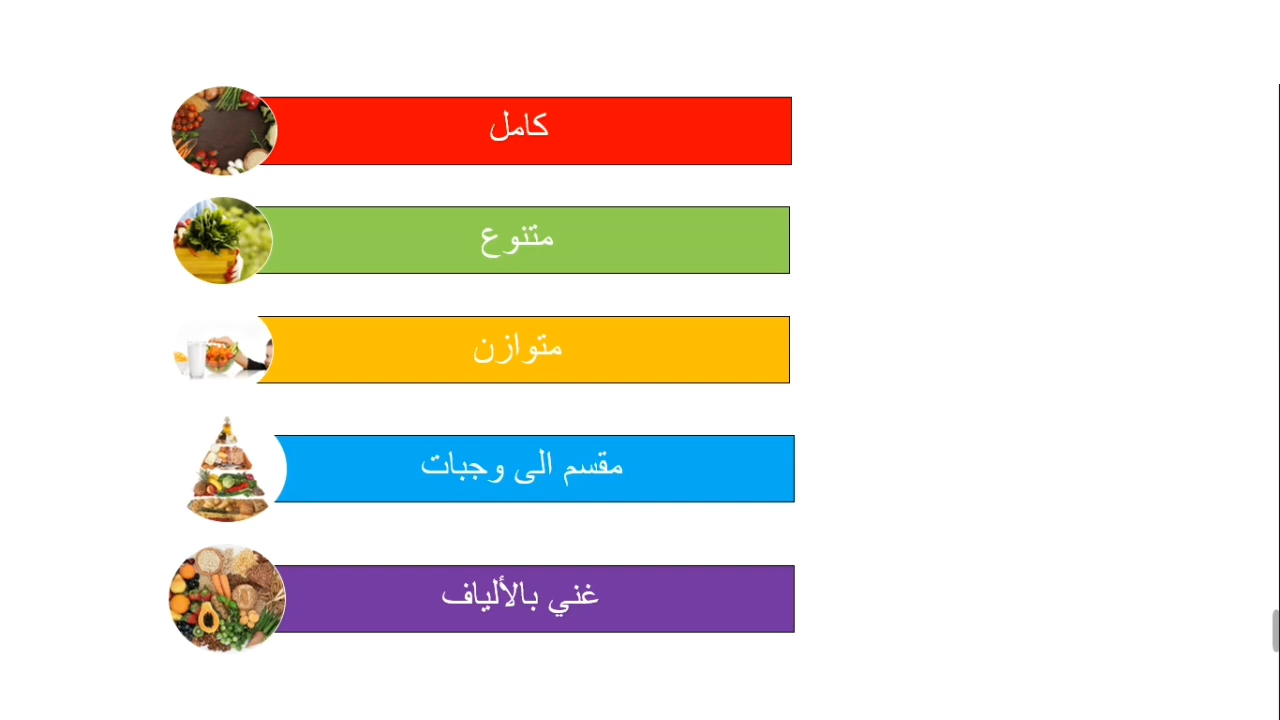 كامل
متنوع
متوازن
مقسم الى وجبات
غني بالألياف